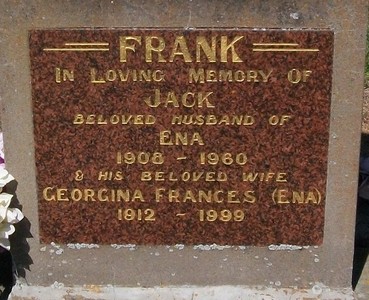 FRANK
IN LOVING MEMORY OF
JACK
BELOVED HUSBAND OF
ENA
1908 - 1960
& HIS BELOVED WIFE
GEORGINA FRANCES (ENA)
1912 - 1999